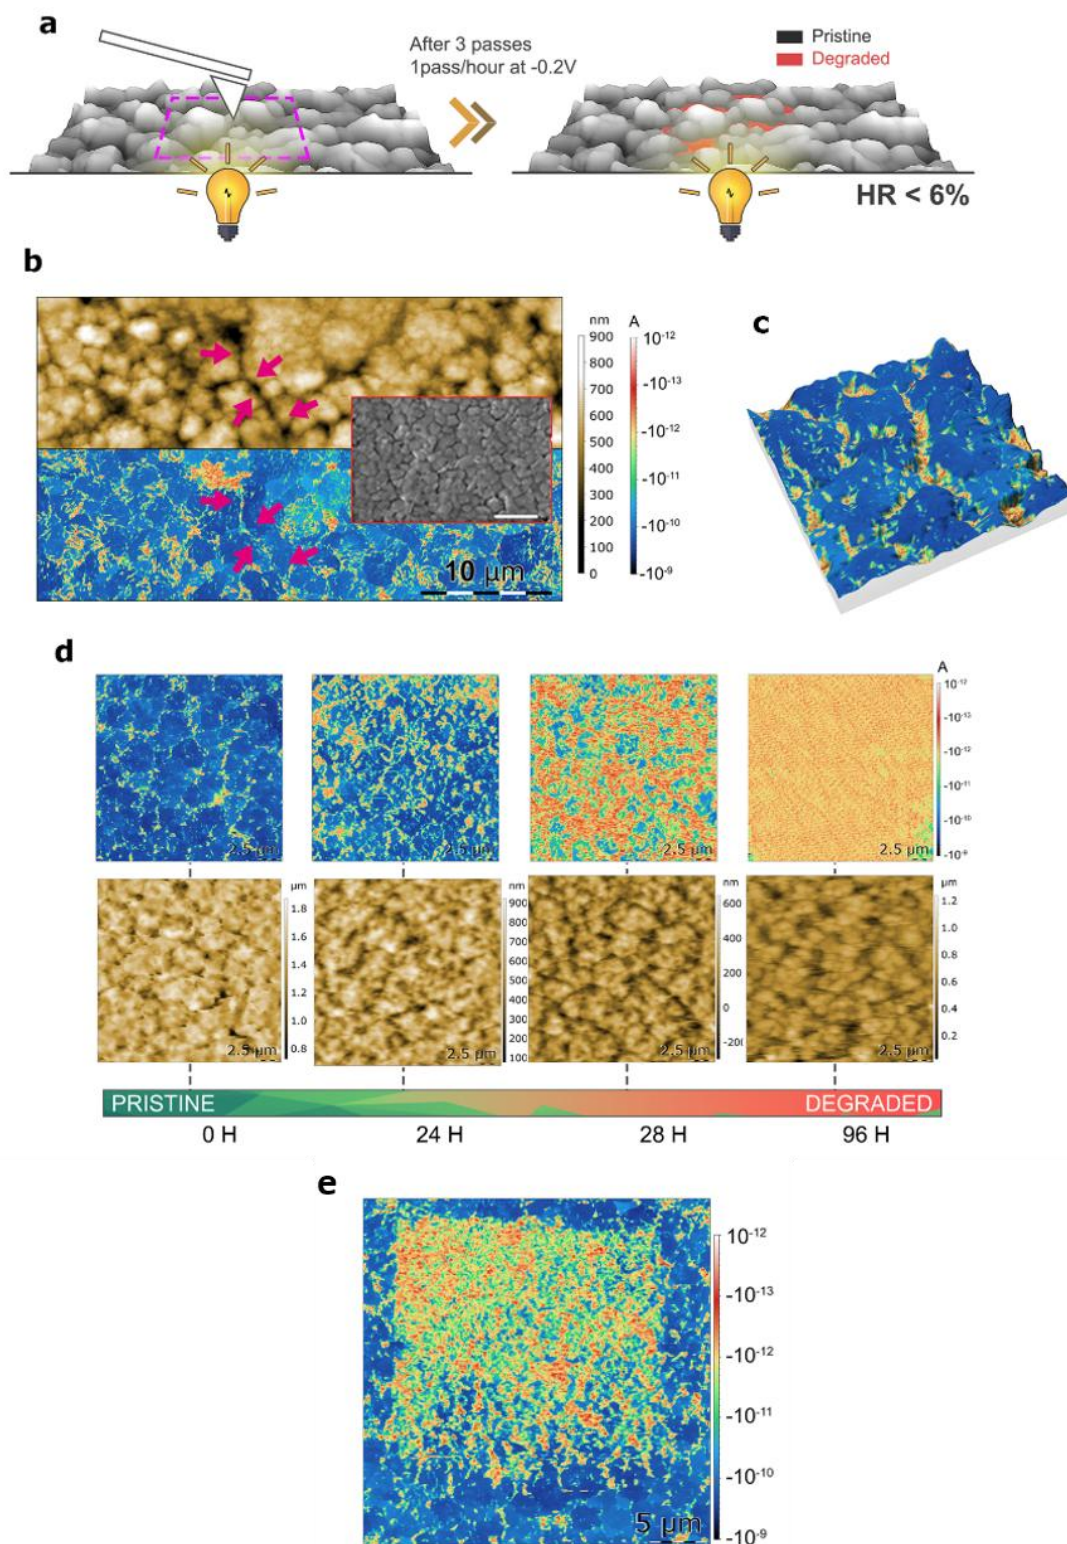 a
After 3 passes
1pass/hour at -0.2V
Pristine
Degraded
HR < 6%
b
nm
900
800
700
600
500
400
300
200
100
0
A
10-12
-10-13
-10-12
-10-11
-10-10
-10-9
10 µm
c
d
A
10-12
-10-13
-10-12
-10-11
-10-10
-10-9
2.5 µm
2.5 µm
2.5 µm
2.5 µm
µm
1.8
1.6
1.4
1.2
1.0
0.8
nm
900
800
700
600
500
400
300
200
100
nm
600
400
200
0
-200
µm
1.2
1.0
0.8
0.6
0.4
0.2
2.5 µm
2.5 µm
2.5 µm
2.5 µm
PRISTINE
DEGRADED
0 H
24 H
28 H
96 H
e
10-12
-10-13
-10-12
-10-11
-10-10
-10-9
5 µm